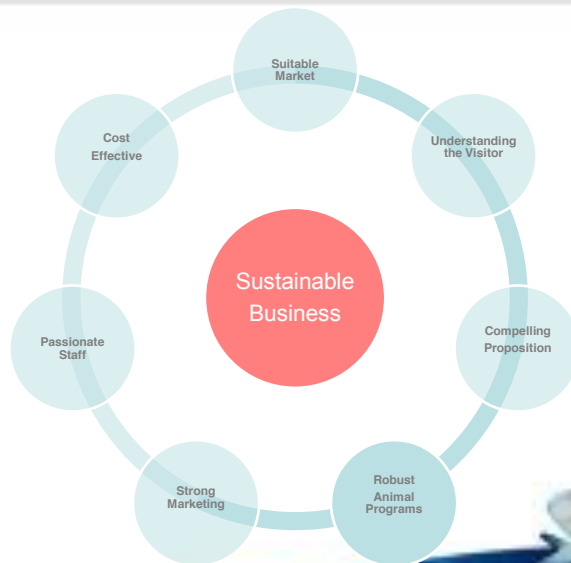 Suitable
Market
Understanding
the Visitor
Compelling
Proposition
Robust
Animal
Programs
Strong
Marketing
Passionate
Staff
Cost
Effective
Sustainable
Business